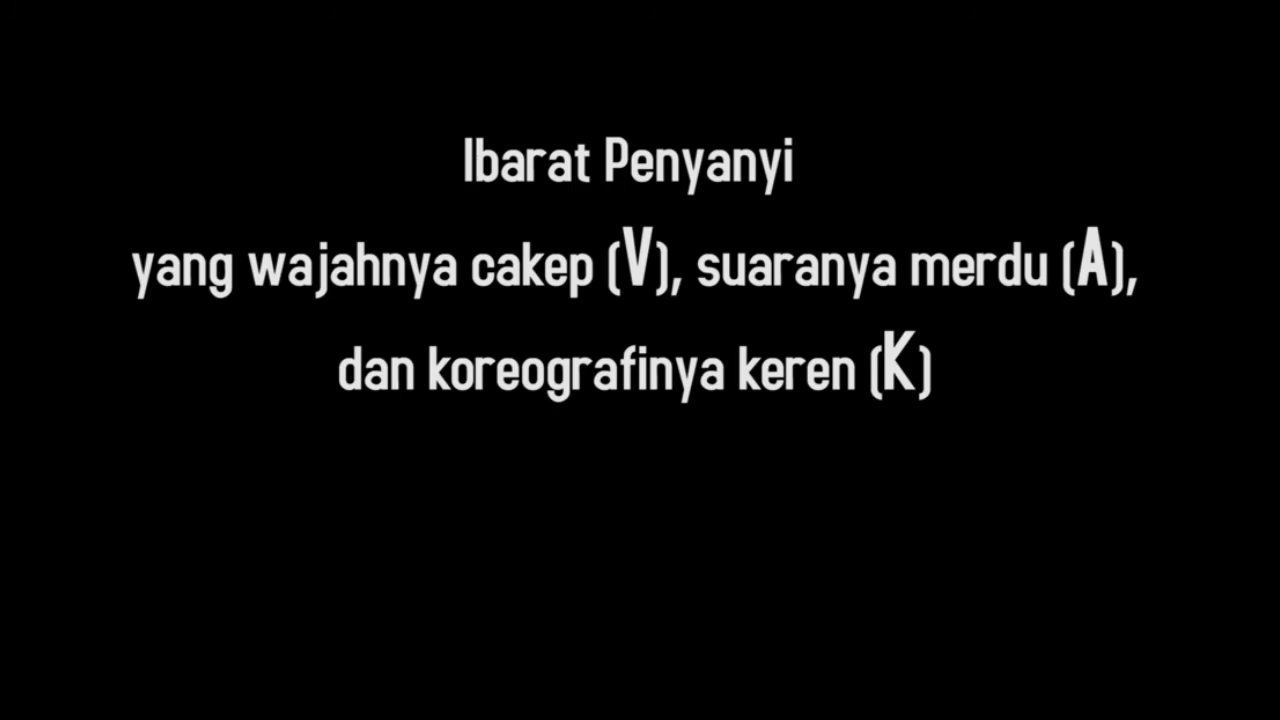 Ibarat Penyanyi
yang wajahnya cakep (V), suaranya merdu (A),
dan koreografinya keren (K)